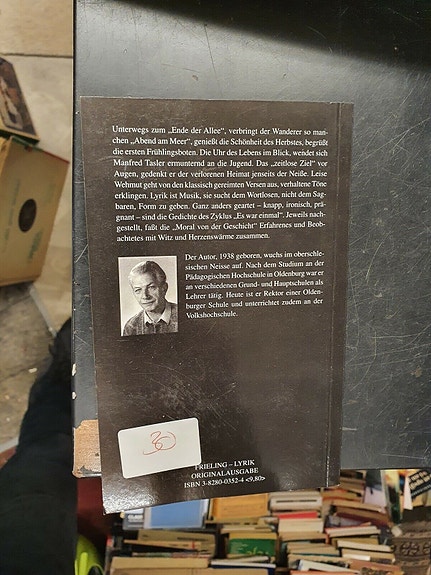 Unterwegs zum „Ende der Allee“, verbringt der Wanderer so man-
chen „Abend am Meer“, genießt die Schönheit des Herbstes, begrüßt
die ersten Frühlingsboten. Die Uhr des Lebens im Blick, wendet sich
Manfred Tasler ermunternd an die Jugend. Das „zeitlose Ziel“ vor
Augen, gedenkt er der verlorenen Heimat jenseits der Neiße. Leise
Wehmut geht von den klassisch gereimten Versen aus, verhaltene Töne
erklingen. Lyrik ist Musik, sie sucht dem Wortlosen, nicht dem Sag-
baren, Form zu geben. Ganz anders geartet – knapp, ironisch, prä-
gnant – sind die Gedichte des Zyklus „Es war einmal“. Jeweils nach-
gestellt, faßt die „Moral von der Geschicht“ Erfahrenes und Beob-
achtetes mit Witz und Herzenswärme zusammen.
Der Autor, 1938 geboren, wuchs im oberschle-
sischen Neisse auf. Nach dem Studium an der
Pädagogischen Hochschule in Oldenburg war er
an verschiedenen Grund- und Hauptschulen als
Lehrer tätig. Heute ist er Rektor einer Olden-
burger Schule und unterrichtet zudem an der
Volkshochschule.
30
FRIELING – LYRIK
ORIGINALAUSGABE
ISBN 3-8280-0352-4 <9,80>